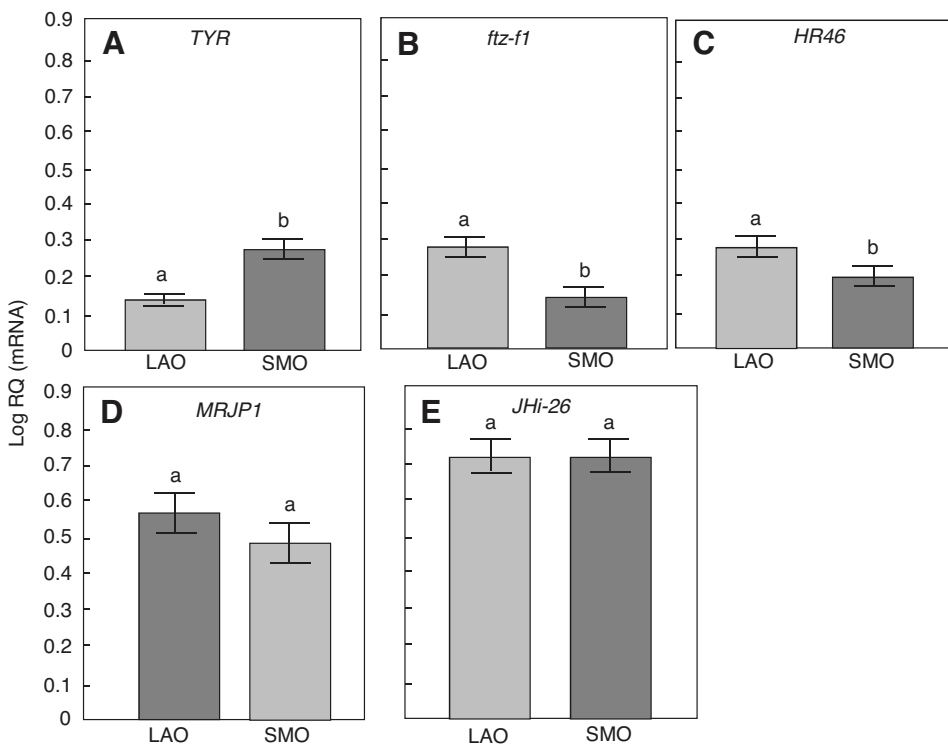 A TYR
B ftz-f1
C HR46
0.9
0.8
0.7
0.6
0.5
0.4
0.3
0.2
0.1
0
a
b
a
b
a
b
LAO SMO
LAO SMO
LAO SMO
Log RQ (mRNA)
D MRJP1
E JHi-26
0.9
0.8
0.7
0.6
0.5
0.4
0.3
0.2
0.1
0
a
a
a
a
LAO SMO
LAO SMO